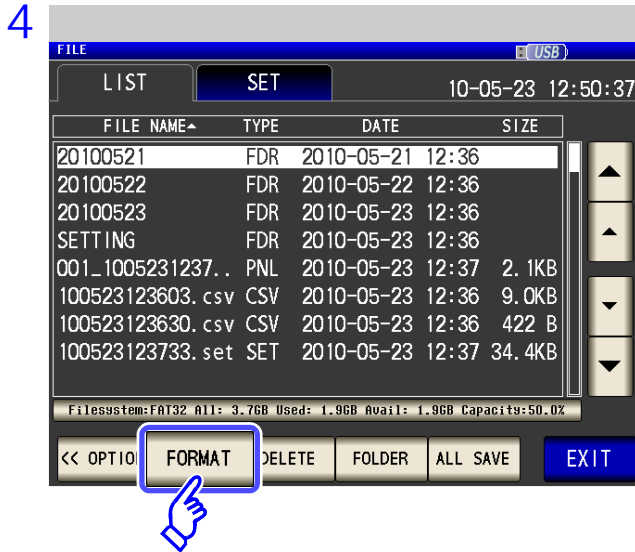 4
FILE USB
LIST SET 10-05-23 12:50:37
FILE NAME TYPE DATE SIZE
20100521 FDR 2010-05-21 12:36
20100522 FDR 2010-05-22 12:36
20100523 FDR 2010-05-23 12:36
SETTING FDR 2010-05-23 12:36
001_1005231237.. PNL 2010-05-23 12:37 2.1KB
100523123603.csv CSV 2010-05-23 12:36 9.0KB
100523123630.csv CSV 2010-05-23 12:36 422 B
100523123733.set SET 2010-05-23 12:37 34.4KB
Filesystem:FAT32 All: 3.7GB Used: 1.9GB Avail: 1.9GB Capacity:50.0%
<< OPTIO FORMAT DELETE FOLDER ALL SAVE EXIT